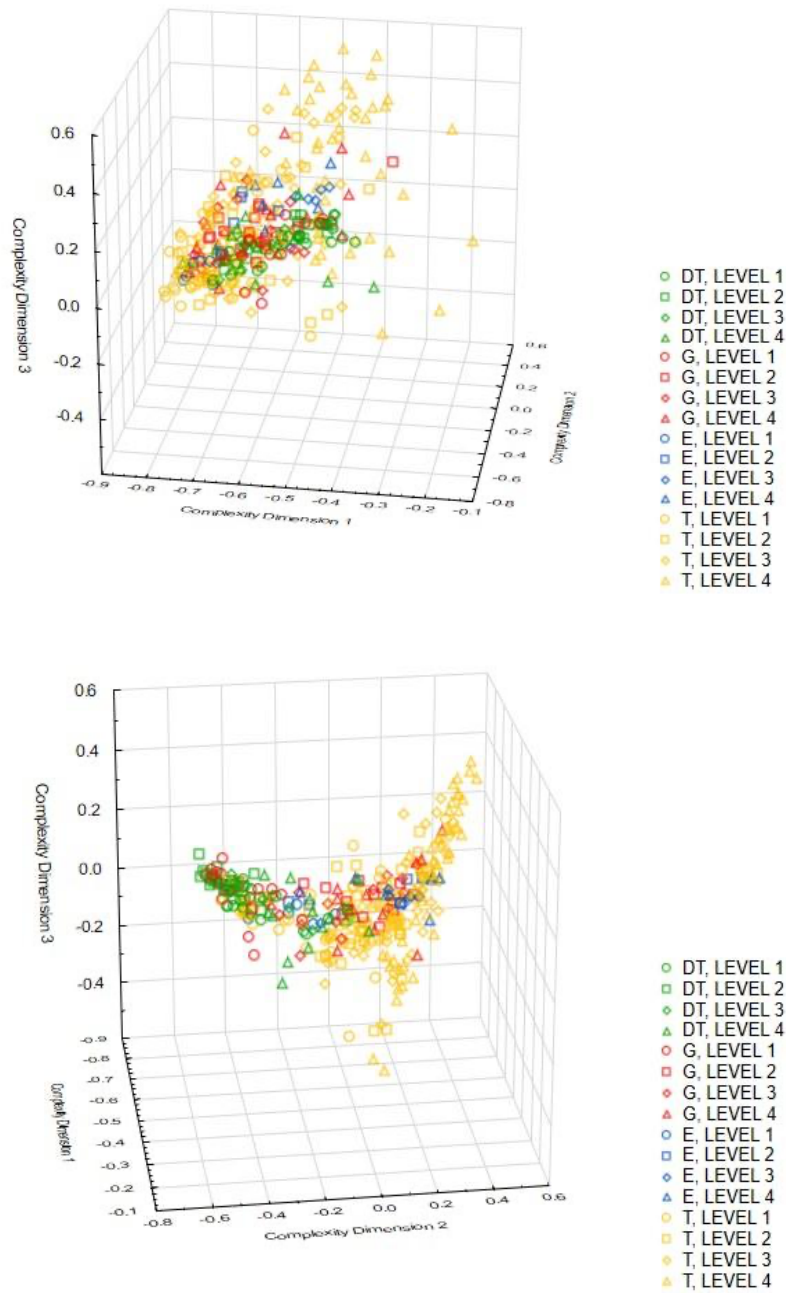 0.6
0.4
0.2
0.0
-0.2
-0.4
Complexity Dimension 3
-0.9
-0.8
-0.7
-0.6
-0.5
-0.4
-0.3
-0.2
-0.1
Complexity Dimension 1
0.6
0.4
0.2
0.0
-0.2
-0.4
-0.6
-0.8
Complexity Dimension 2
DT, LEVEL 1
DT, LEVEL 2
DT, LEVEL 3
DT, LEVEL 4
G, LEVEL 1
G, LEVEL 2
G, LEVEL 3
G, LEVEL 4
E, LEVEL 1
E, LEVEL 2
E, LEVEL 3
E, LEVEL 4
T, LEVEL 1
T, LEVEL 2
T, LEVEL 3
T, LEVEL 4
0.6
0.4
0.2
0.0
-0.2
-0.4
Complexity Dimension 3
-0.9
-0.8
-0.7
-0.6
-0.5
-0.4
-0.3
-0.2
-0.1
Complexity Dimension 1
-0.8
-0.6
-0.4
-0.2
0.0
0.2
0.4
0.6
Complexity Dimension 2
DT, LEVEL 1
DT, LEVEL 2
DT, LEVEL 3
DT, LEVEL 4
G, LEVEL 1
G, LEVEL 2
G, LEVEL 3
G, LEVEL 4
E, LEVEL 1
E, LEVEL 2
E, LEVEL 3
E, LEVEL 4
T, LEVEL 1
T, LEVEL 2
T, LEVEL 3
T, LEVEL 4